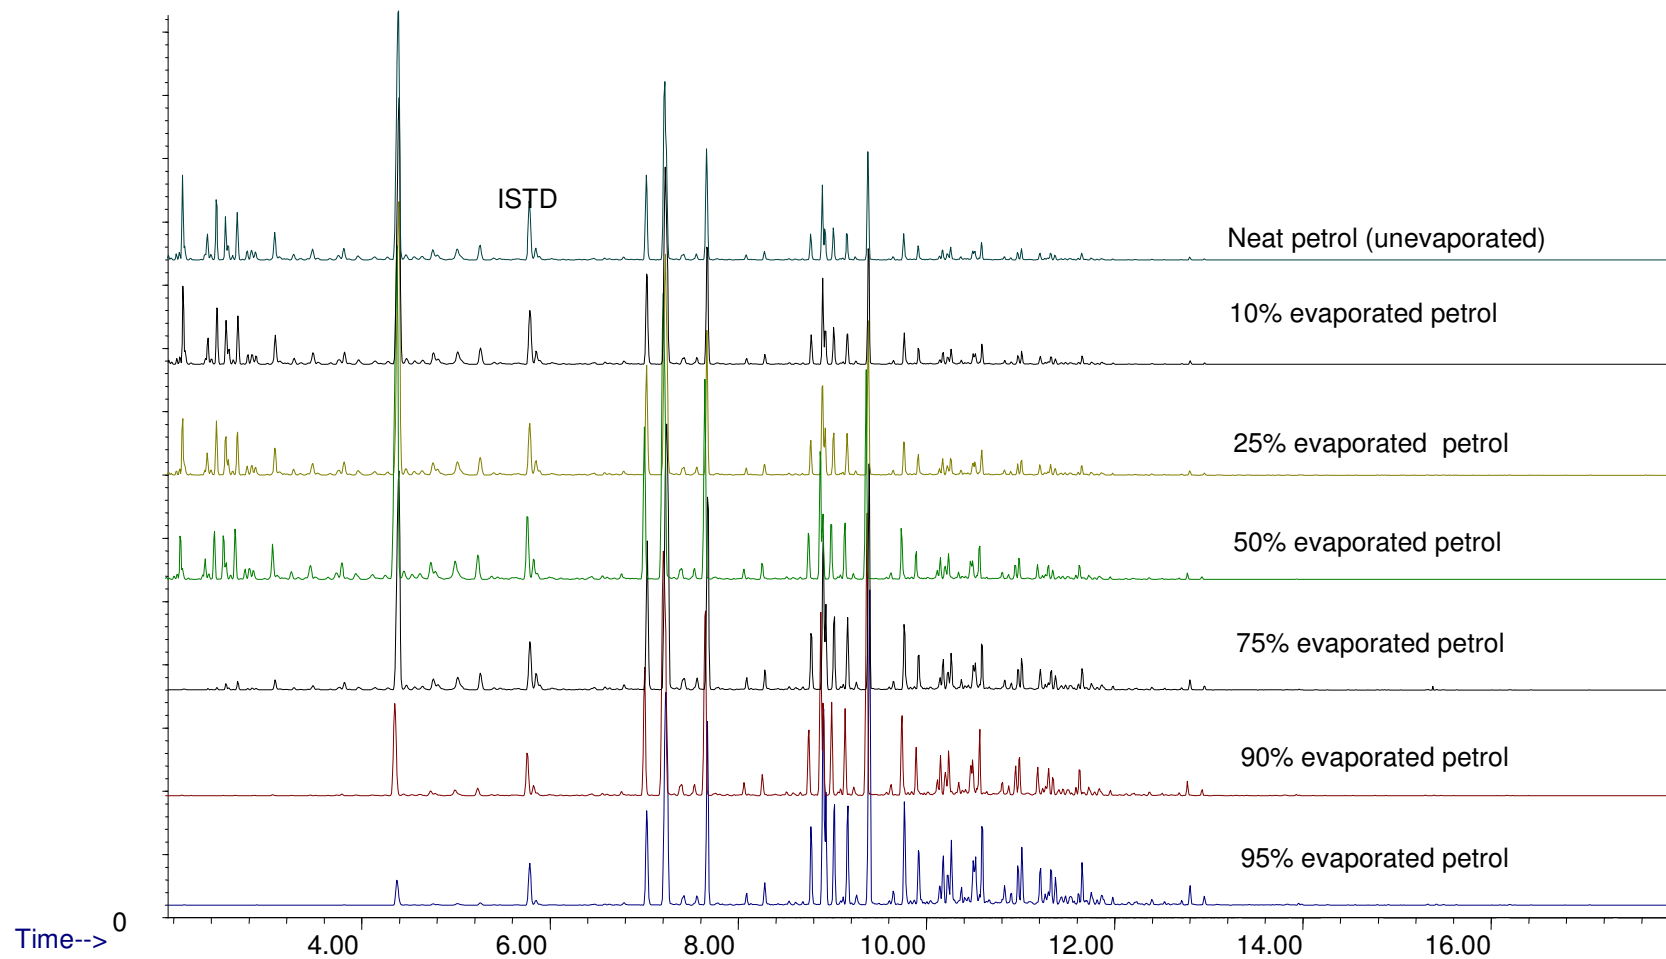 ISTD
Neat petrol (unevaporated)
10% evaporated petrol
25% evaporated  petrol
50% evaporated petrol
75% evaporated petrol
90% evaporated petrol
95% evaporated petrol
0
Time--> 4.00 6.00 8.00 10.00 12.00 14.00 16.00